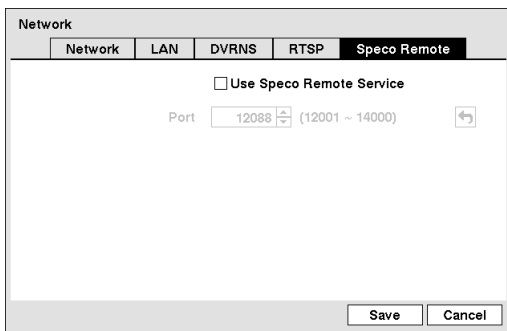 Network
Network LAN DVRNS RTSP Speco Remote
Use Speco Remote Service
Port 12088 (12001 ~ 14000)
Save Cancel